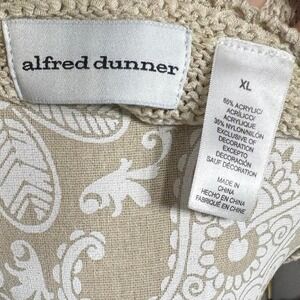 alfred dunner
XL
65% ACRYLIC/
ACRÍLICO/
ACRYLIQUE
35% NYLON/NILÓN
EXCLUSIVE OF
DECORATION
EXCEPTO
DECORACIÓN
SAUF DÉCORATION
MADE IN
CHINA
HECHO EN CHINA
FABRIQUÉ EN CHINE